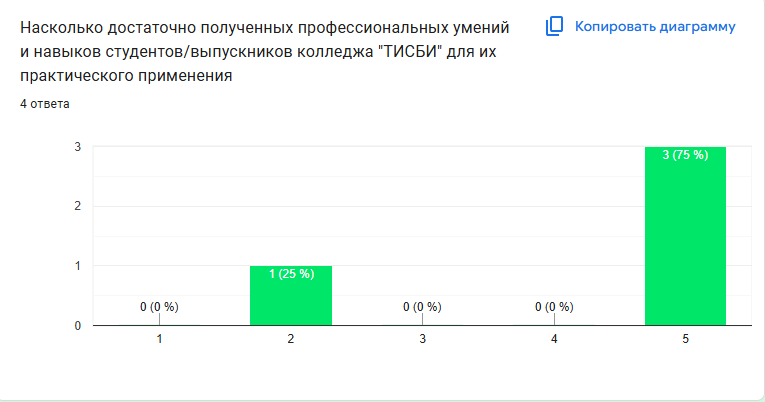 Насколько достаточно полученных профессиональных умений
и навыков студентов/выпускников колледжа "ТИСБИ" для их
практического применения
Копировать диаграмму
4 ответа
3
2
1
0
0 (0 %)
1 (25 %)
0 (0 %)
0 (0 %)
3 (75 %)
1
2
3
4
5